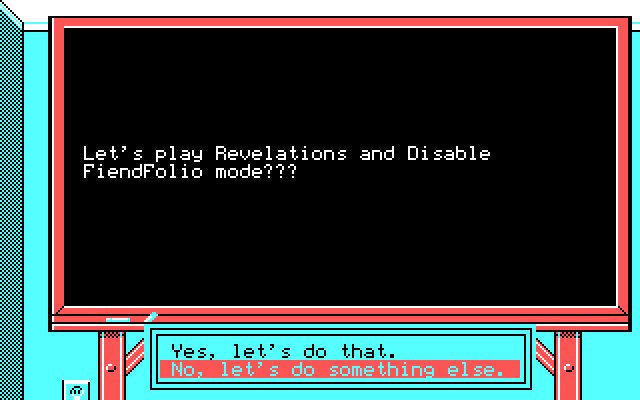 Let's play Revelations and Disable
FiendFolio mode???
Yes, let's do that.
No, let's do something else.